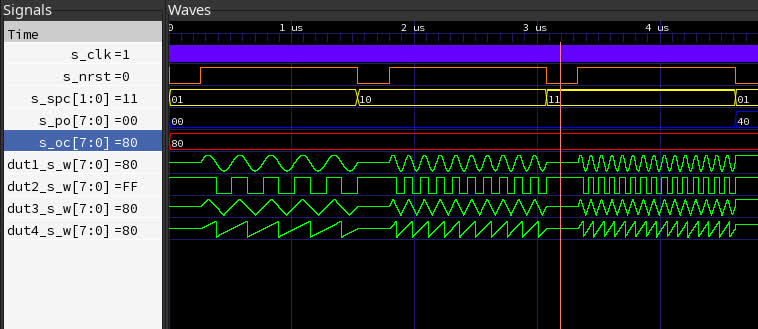 Signals
Waves
Time
0 1 us 2 us 3 us 4 us
s_clk =1
s_nrst =0
s_spc[1:0] =11 01 10 11 01
s_po[7:0] =00 00 40
s_oc[7:0] =80 80
dut1_s_w[7:0] =80
dut2_s_w[7:0] =FF
dut3_s_w[7:0] =80
dut4_s_w[7:0] =80